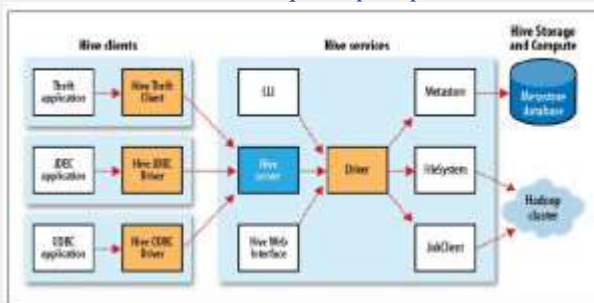 Hive clients
Hive services
Hive Storage
and Compute
Thrift
application
Hive Thrift
Client
CLI
Metastore
Metastore
database
JDBC
application
Hive JDBC
Driver
Hive
server
Driver
FileSystem
Hadoop
cluster
ODBC
application
Hive ODBC
Driver
Hive Web
Interface
JobClient